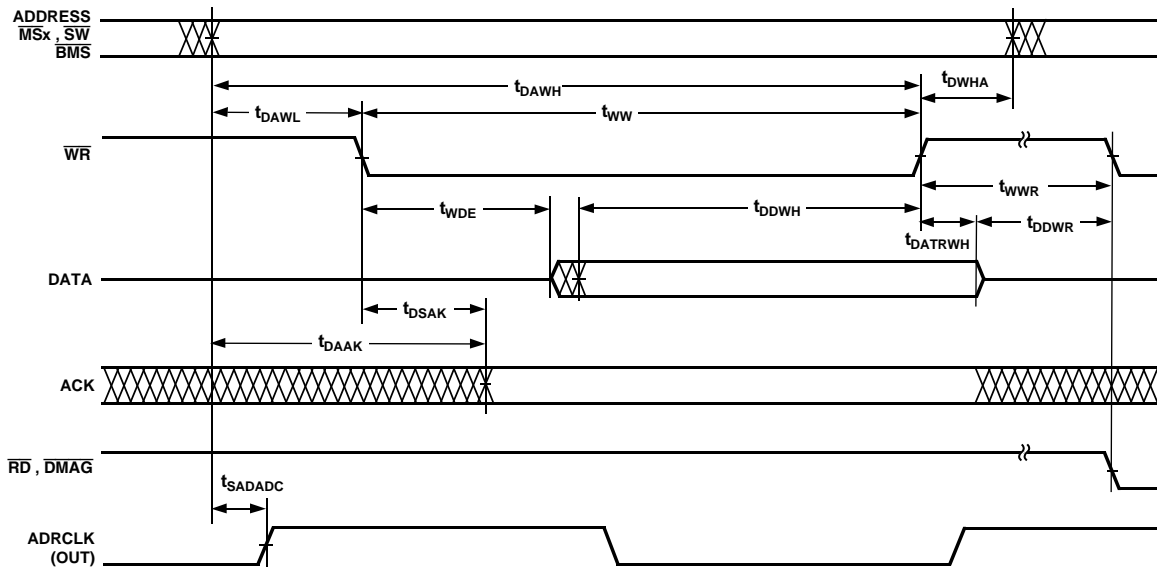 ADDRESS
MSx , SW
BMS
tDAWH
tDWHA
tDAWL
tWW
WR
tWWR
tWDE
tDDWH
tDATRWH
tDDWR
DATA
tDSAK
tDAAK
ACK
RD , DMAG
tSADADC
ADRCLK
(OUT)